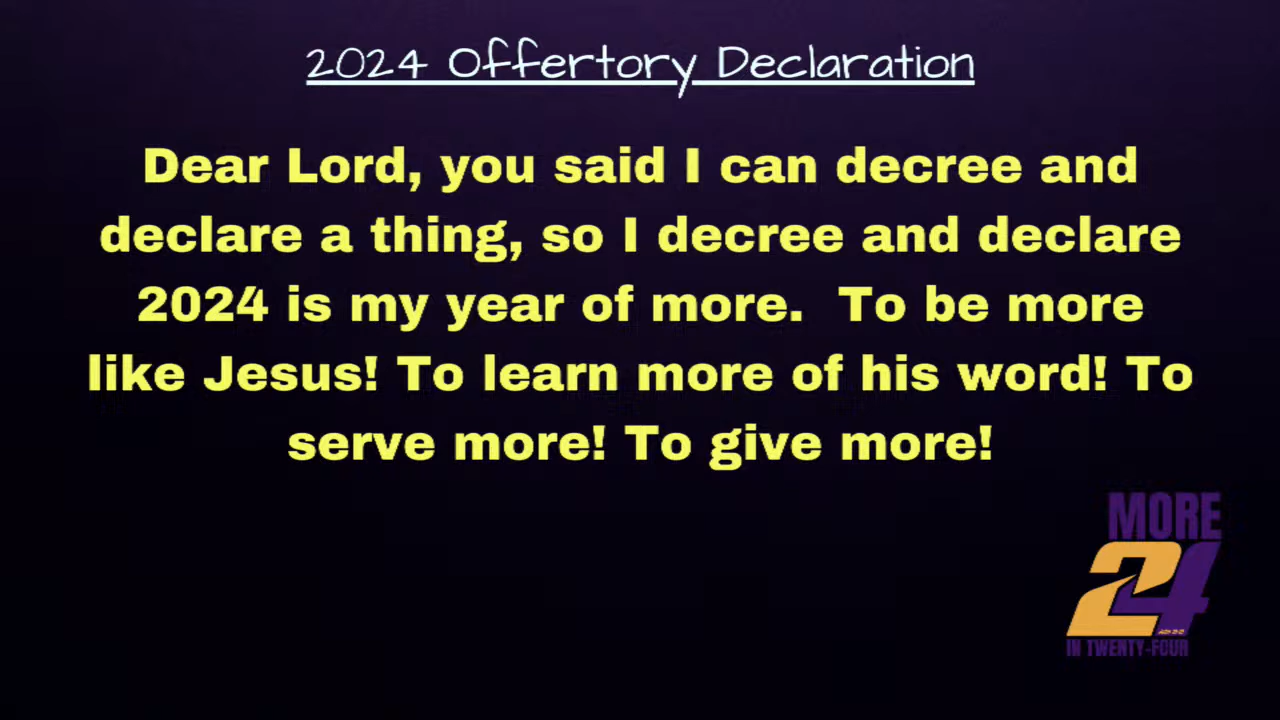 2024 Offertory Declaration
Dear Lord, you said I can decree and
declare a thing, so I decree and declare
2024 is my year of more.  To be more
like Jesus! To learn more of his word! To
serve more! To give more!
MORE
24
IN TWENTY-FOUR